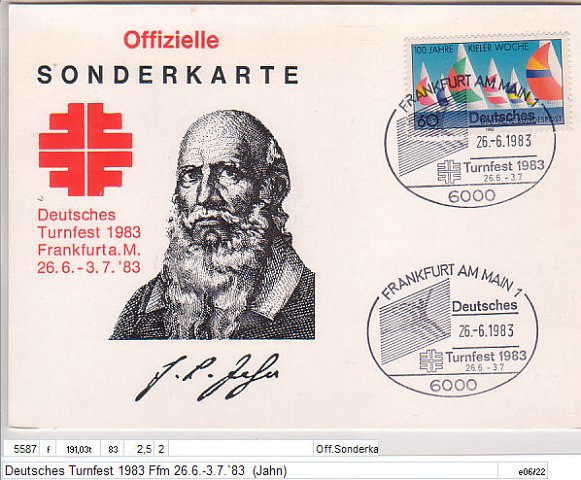 Offizielle
SONDERKARTE
100 JAHRE KIELER WOCHE
60
FRANKFURT AM MAIN 1
Deutsches
26.-6.1983
Turnfest 1983
26.6. - 3.7.
6000
Deutsches
Turnfest 1983
Frankfurt a. M.
26. 6. - 3. 7. '83
FRANKFURT AM MAIN 1
Deutsches
26.-6.1983
Turnfest 1983
26.6. - 3.7.
6000
5587 f 191,03t 83 2,5 2 Off.Sonderka
Deutsches Turnfest 1983 Ffm 26.6.-3.7.`83 (Jahn) e06/22